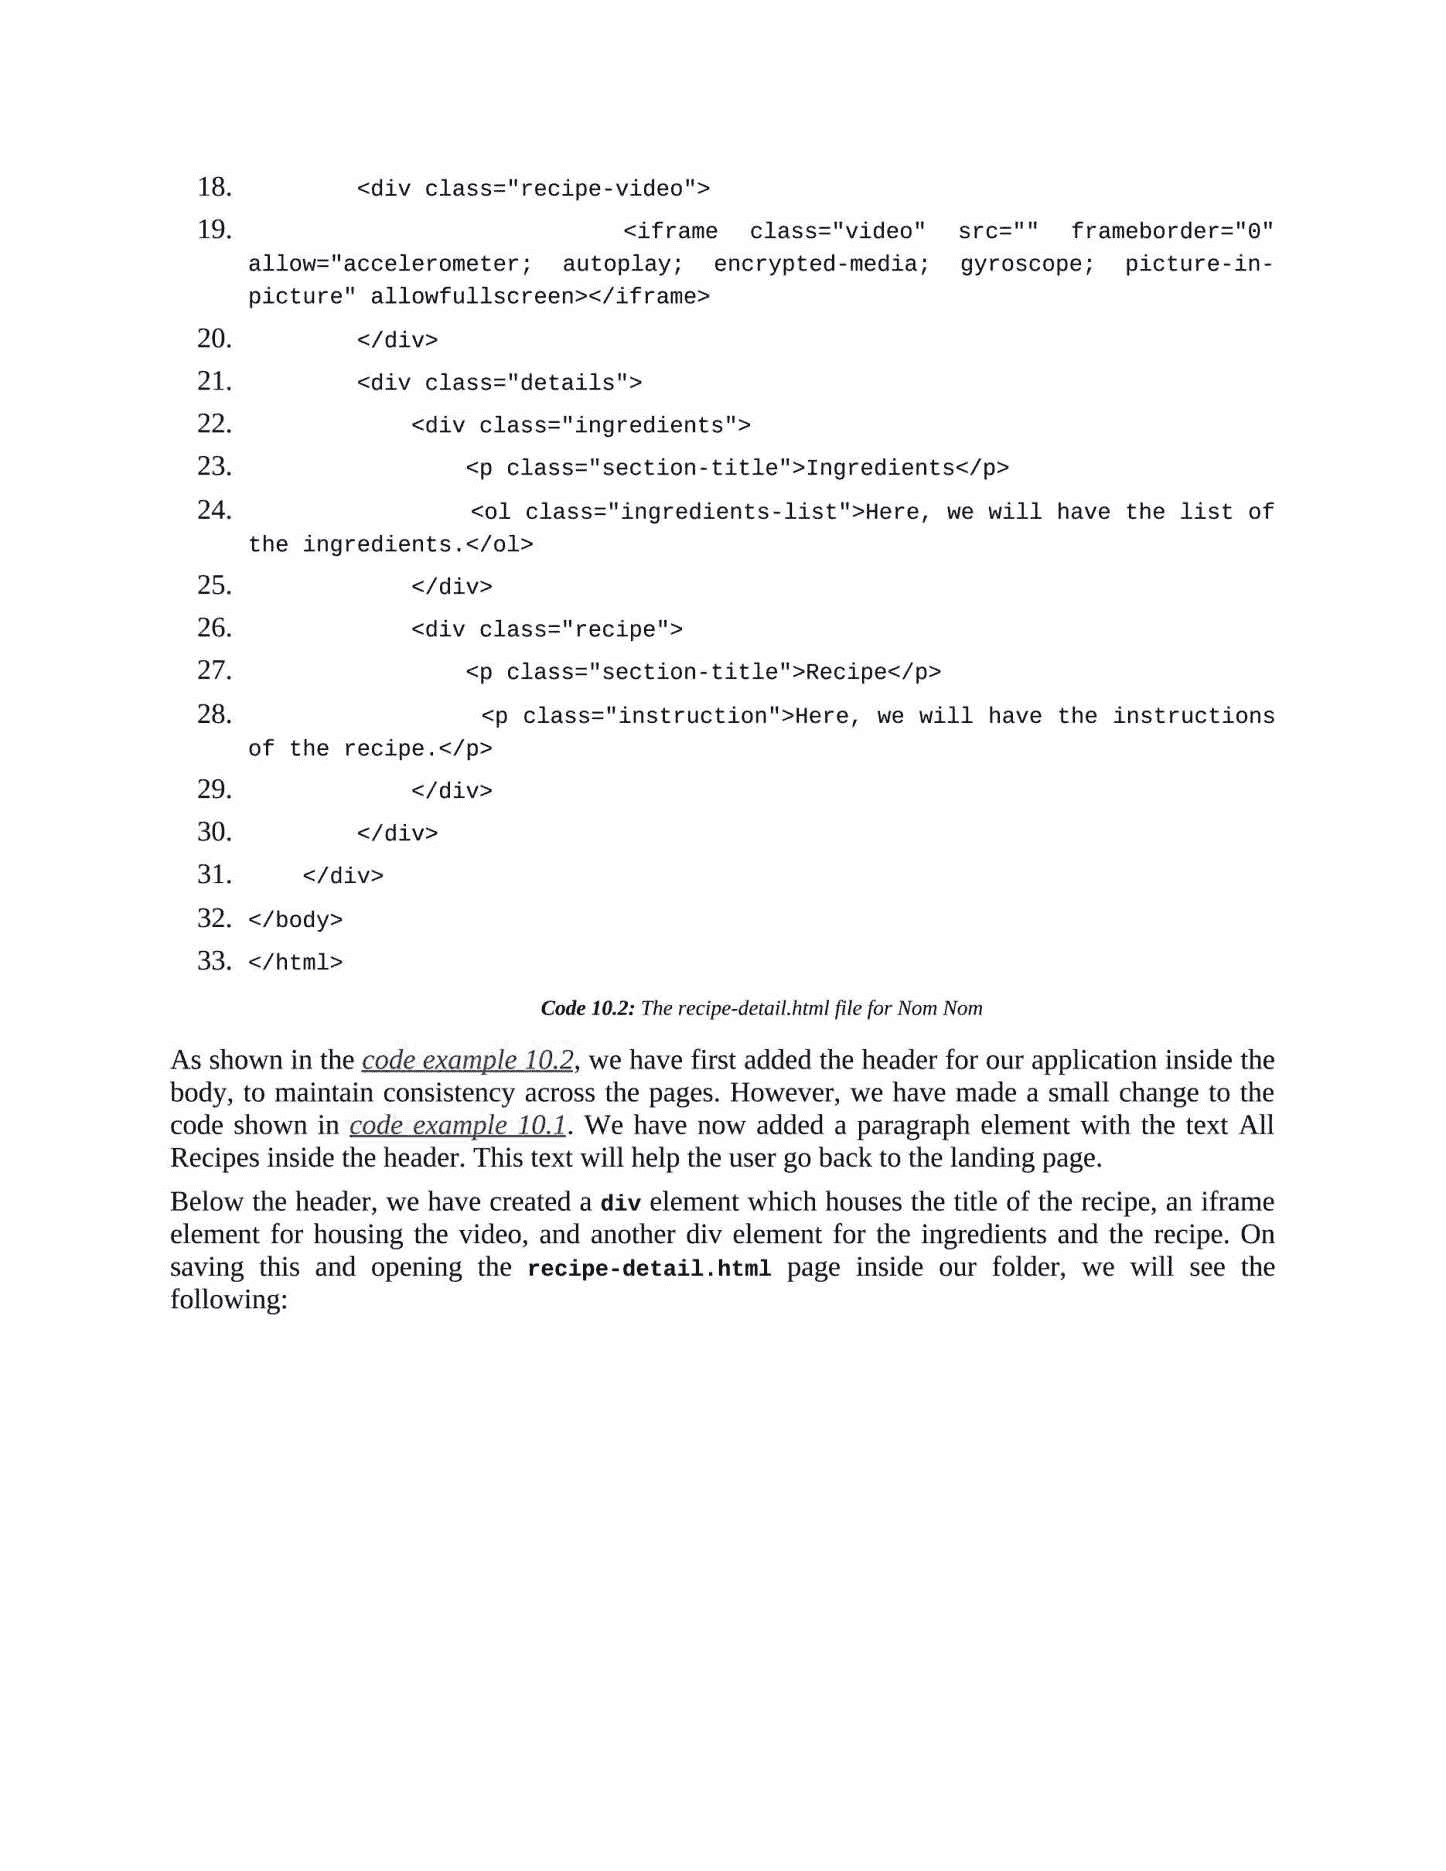 18. <div class="recipe-video">
19. <iframe class="video" src="" frameborder="0"
allow="accelerometer; autoplay; encrypted-media; gyroscope; picture-in-
picture" allowfullscreen></iframe>
20. </div>
21. <div class="details">
22. <div class="ingredients">
23. <p class="section-title">Ingredients</p>
24. <ol class="ingredients-list">Here, we will have the list of
the ingredients.</ol>
25. </div>
26. <div class="recipe">
27. <p class="section-title">Recipe</p>
28. <p class="instruction">Here, we will have the instructions
of the recipe.</p>
29. </div>
30. </div>
31. </div>
32. </body>
33. </html>
Code 10.2: The recipe-detail.html file for Nom Nom
As shown in the code example 10.2, we have first added the header for our application inside the
body, to maintain consistency across the pages. However, we have made a small change to the
code shown in code example 10.1. We have now added a paragraph element with the text All
Recipes inside the header. This text will help the user go back to the landing page.
Below the header, we have created a div element which houses the title of the recipe, an iframe
element for housing the video, and another div element for the ingredients and the recipe. On
saving this and opening the recipe-detail.html page inside our folder, we will see the
following: